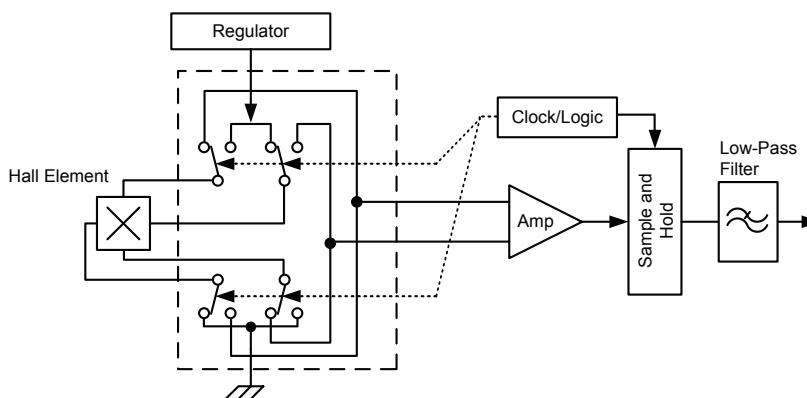 Regulator
Clock/Logic
Hall Element
Low-Pass
Filter
Amp
Sample and
Hold